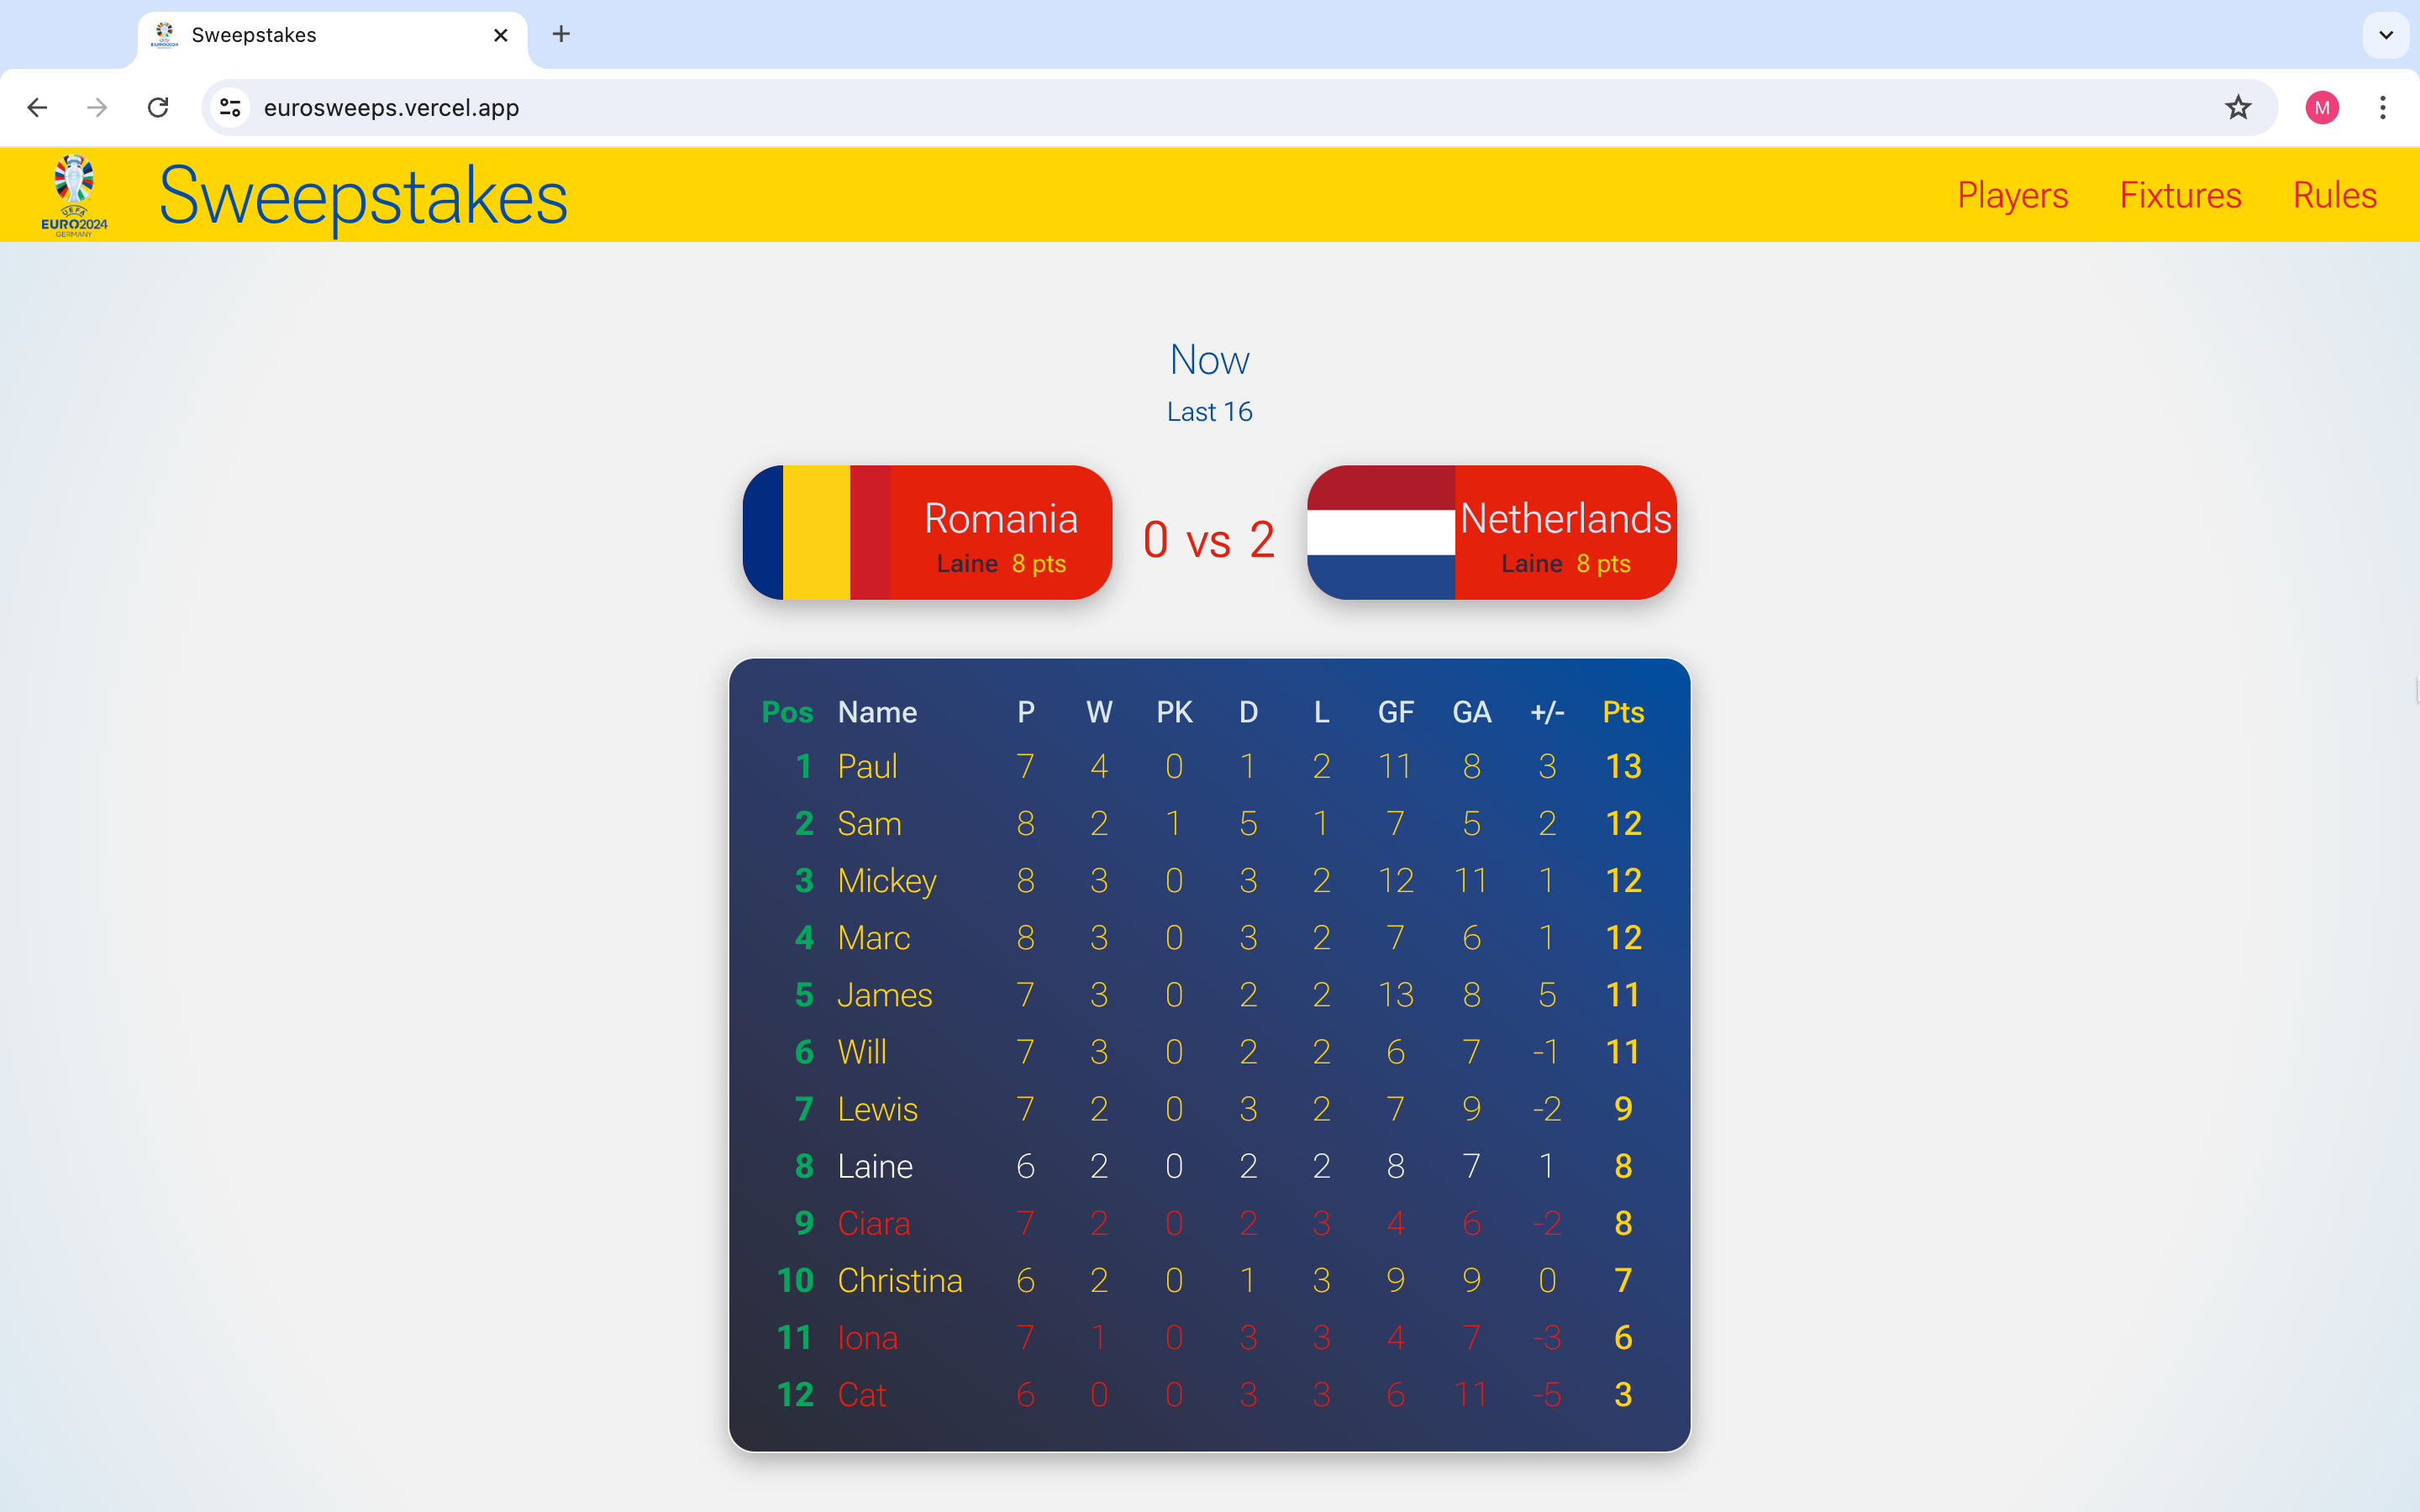 Sweepstakes
eurosweeps.vercel.app
M
UEFA
EURO2024
GERMANY
Sweepstakes
Players Fixtures Rules
Now
Last 16
Romania
Laine 8 pts
0 vs 2
Netherlands
Laine 8 pts
Pos Name P W PK D L GF GA +/- Pts
1 Paul 7 4 0 1 2 11 8 3 13
2 Sam 8 2 1 5 1 7 5 2 12
3 Mickey 8 3 0 3 2 12 11 1 12
4 Marc 8 3 0 3 2 7 6 1 12
5 James 7 3 0 2 2 13 8 5 11
6 Will 7 3 0 2 2 6 7 -1 11
7 Lewis 7 2 0 3 2 7 9 -2 9
8 Laine 6 2 0 2 2 8 7 1 8
9 Ciara 7 2 0 2 3 4 6 -2 8
10 Christina 6 2 0 1 3 9 9 0 7
11 Iona 7 1 0 3 3 4 7 -3 6
12 Cat 6 0 0 3 3 6 11 -5 3